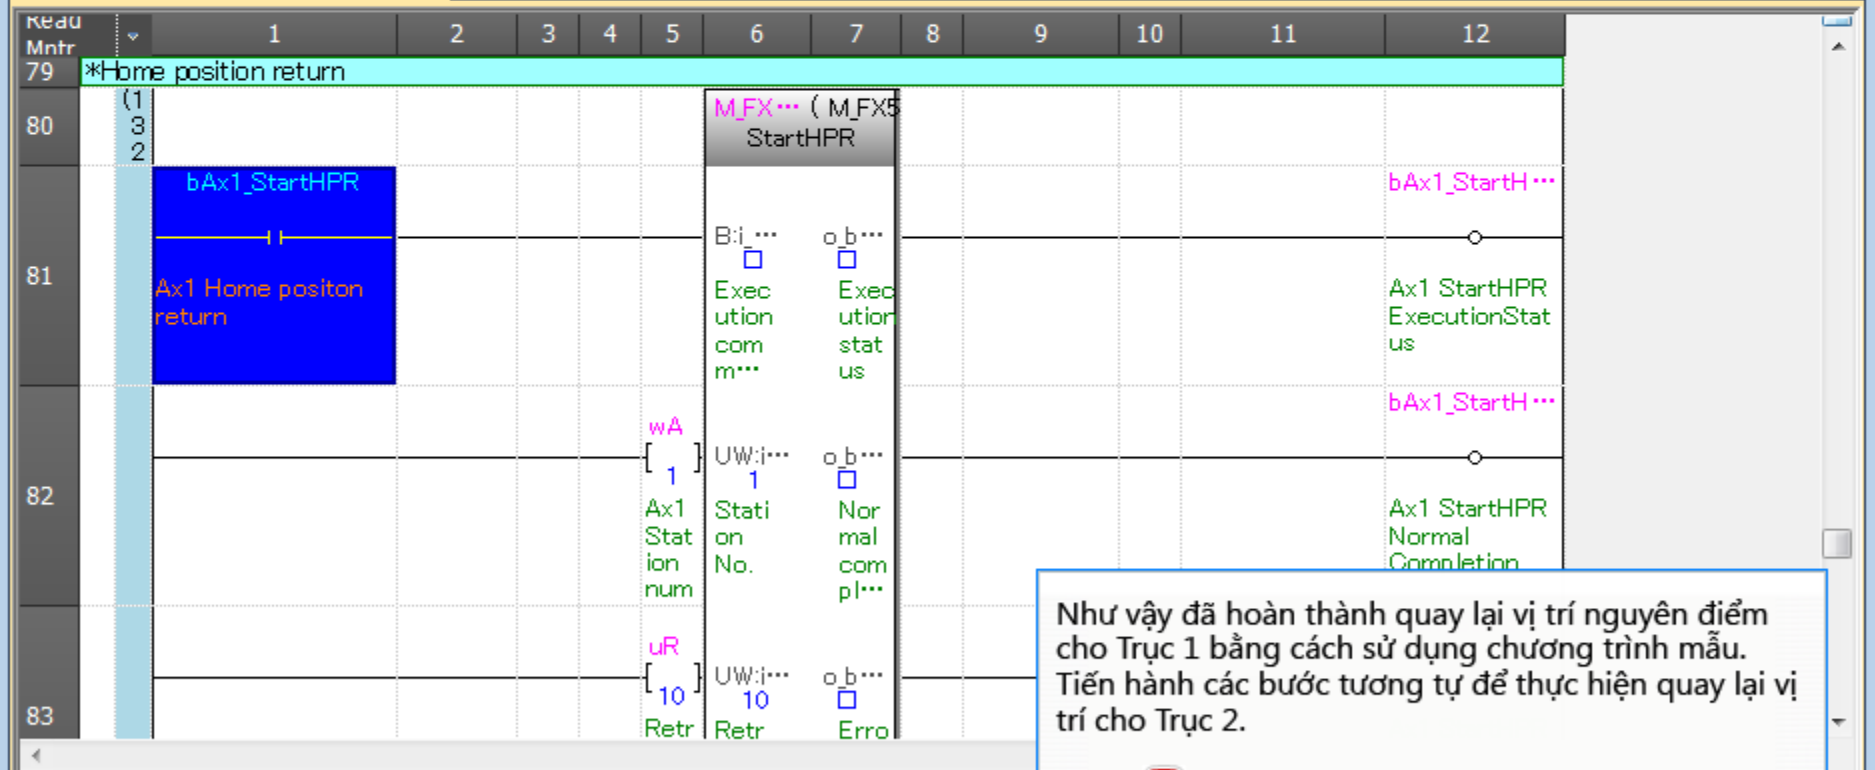 Read
Mntr
1 2 3 4 5 6 7 8 9 10 11 12
79 *Home position return
80 (1
3
2
M_FX… ( M_FX5
StartHPR
81
bAx1_StartHPR
Ax1 Home positon
return
B:i_… o_b…
Exec
ution
com
m…
Exec
ution
stat
us
bAx1_StartH…
Ax1 StartHPR
ExecutionStat
us
82
wA
1
Ax1
Stat
ion
num
UW:i… o_b…
1
Stati
on
No.
Nor
mal
com
pl…
bAx1_StartH…
Ax1 StartHPR
Normal
Completion
83
uR
10
Retr
UW:i… o_b…
10
Retr
Erro
Như vậy đã hoàn thành quay lại vị trí nguyên điểm
cho Trục 1 bằng cách sử dụng chương trình mẫu.
Tiến hành các bước tương tự để thực hiện quay lại vị
trí cho Trục 2.